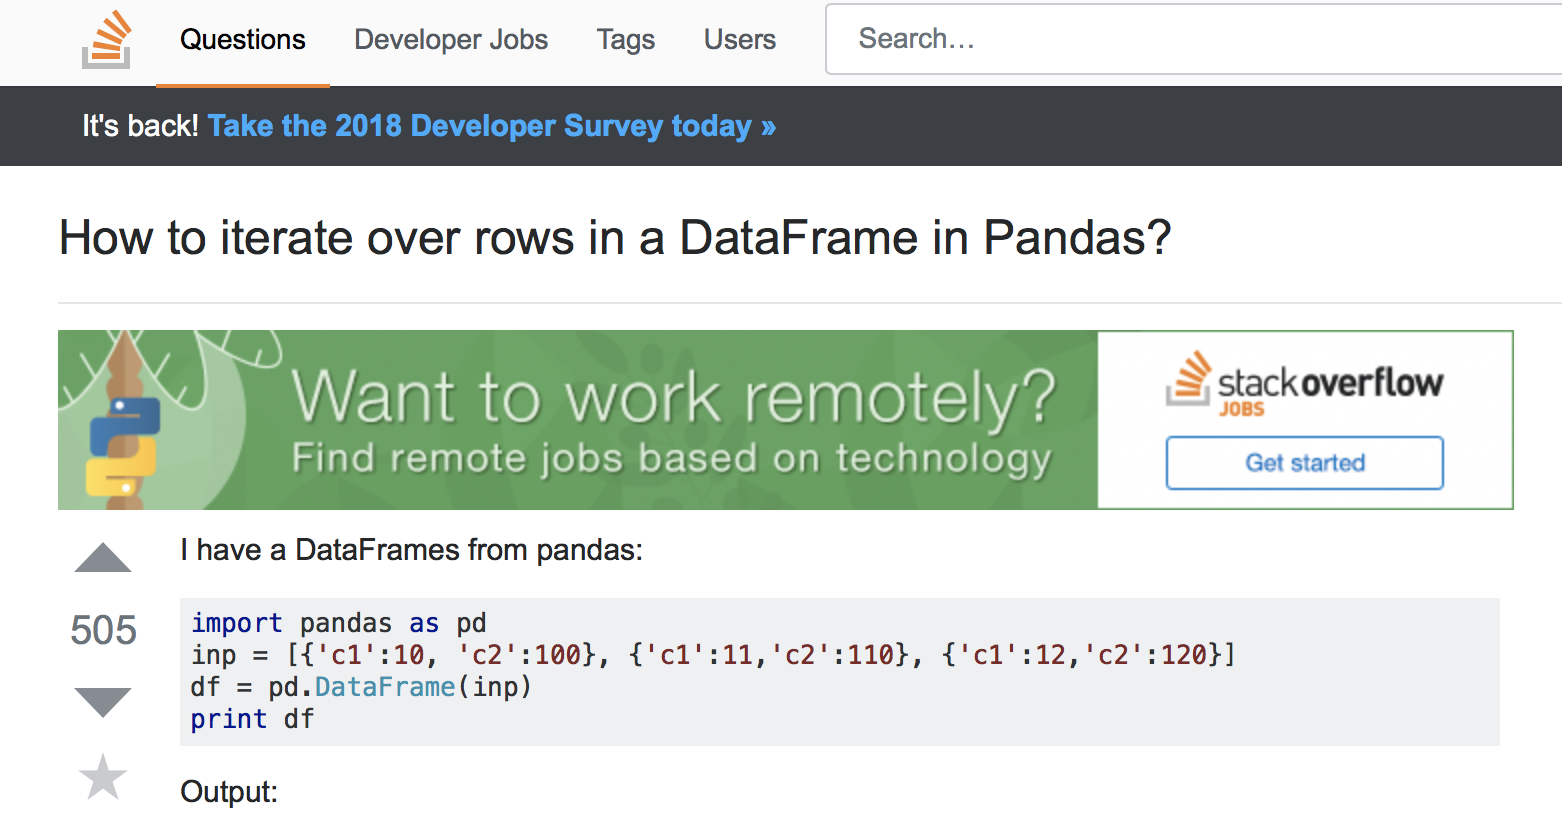 Questions Developer Jobs Tags Users Search...
It's back! Take the 2018 Developer Survey today »
How to iterate over rows in a DataFrame in Pandas?
Want to work remotely?
Find remote jobs based on technology
stackoverflow
JOBS
Get started
I have a DataFrames from pandas:
505
import pandas as pd
inp = [{'c1':10, 'c2':100}, {'c1':11,'c2':110}, {'c1':12,'c2':120}]
df = pd.DataFrame(inp)
print df
Output: